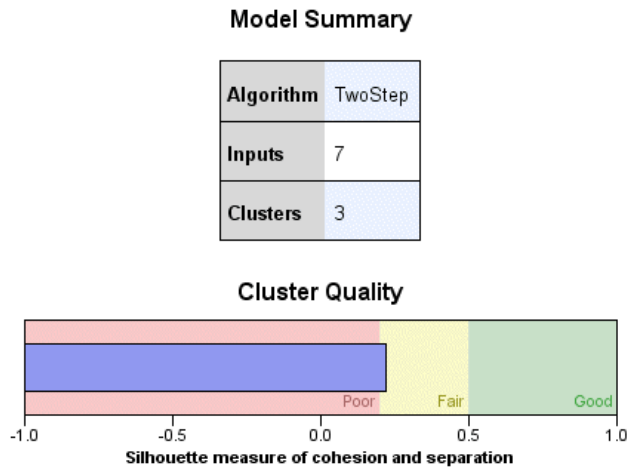 Model Summary
Algorithm TwoStep
Inputs 7
Clusters 3
Cluster Quality
Poor Fair Good
-1.0 -0.5 0.0 0.5 1.0
Silhouette measure of cohesion and separation